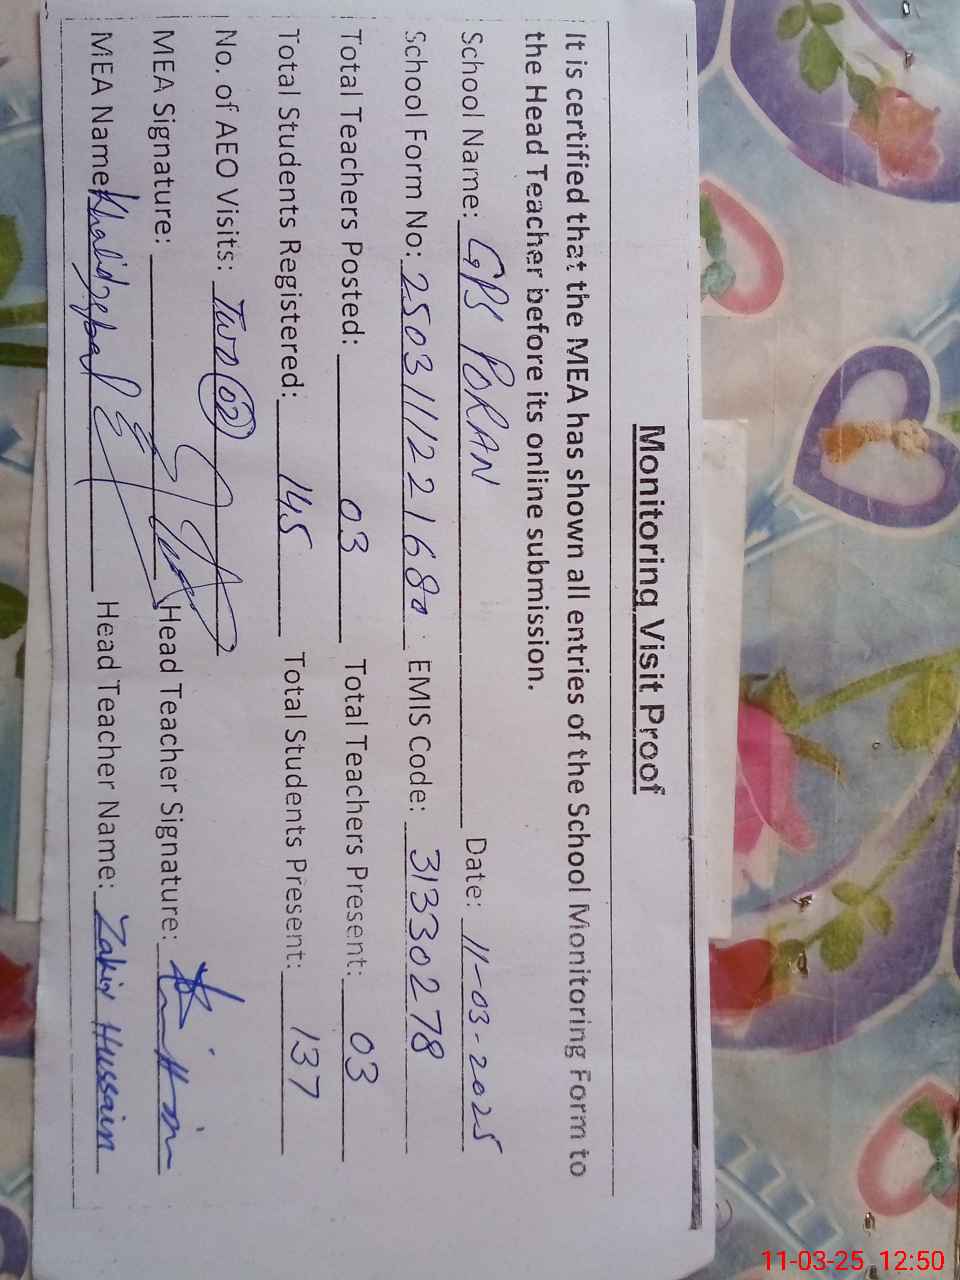 Monitoring Visit Proof
It is certified that the MEA has shown all entries of the School Monitoring Form to
the Head Teacher before its online submission.
School Name: GPS PORAN Date: 11-03-2025
School Form No: 25031122168 EMIS Code: 31330278
Total Teachers Posted: 03 Total Teachers Present: 03
Total Students Registered: 145 Total Students Present: 137
No. of AEO Visits: Two 02
MEA Signature: Head Teacher Signature:
MEA Name: Head Teacher Name: Zakir Hussain
11-03-25 12:50